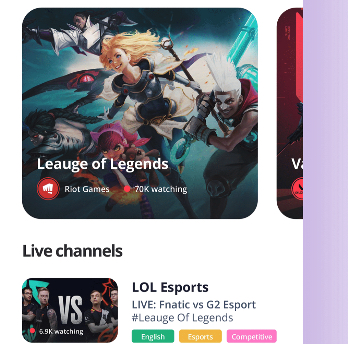 Leauge of Legends
Va
Riot Games
70K watching
Live channels
VS
6.9K watching
LOL Esports
LIVE: Fnatic vs G2 Esport
#Leauge Of Legends
English
Esports
Competitive